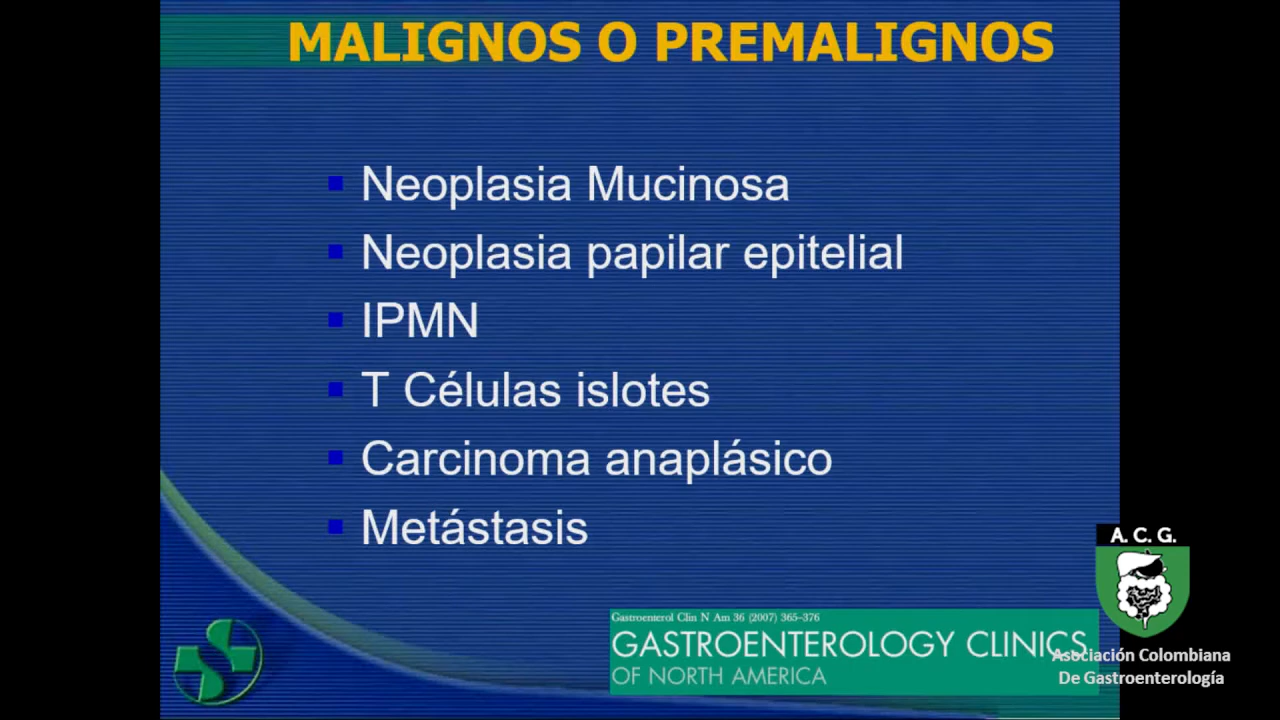 MALIGNOS O PREMALIGNOS
Neoplasia Mucinosa
Neoplasia papilar epitelial
IPMN
T Células islotes
Carcinoma anaplásico
Metástasis
Gastroenterol Clin N Am 36 (2007) 365–376
GASTROENTEROLOGY CLINICS
OF NORTH AMERICA
A. C. G.
Asociación Colombiana
De Gastroenterología